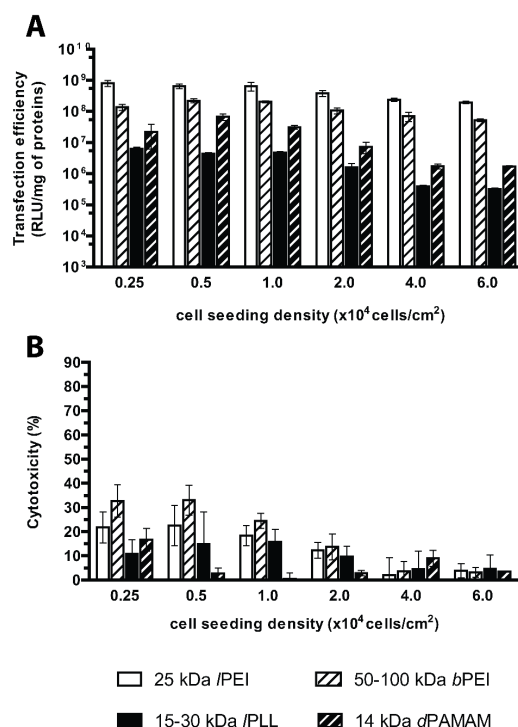 A
Transfection efficiency
(RLU/mg of proteins)
10^10
10^9
10^8
10^7
10^6
10^5
10^4
10^3
0.25 0.5 1.0 2.0 4.0 6.0
cell seeding density (x10^4 cells/cm^2)
B
Cytotoxicity (%)
90
80
70
60
50
40
30
20
10
0
0.25 0.5 1.0 2.0 4.0 6.0
cell seeding density (x10^4 cells/cm^2)
25 kDa lPEI 50-100 kDa bPEI
15-30 kDa lPLL 14 kDa dPAMAM